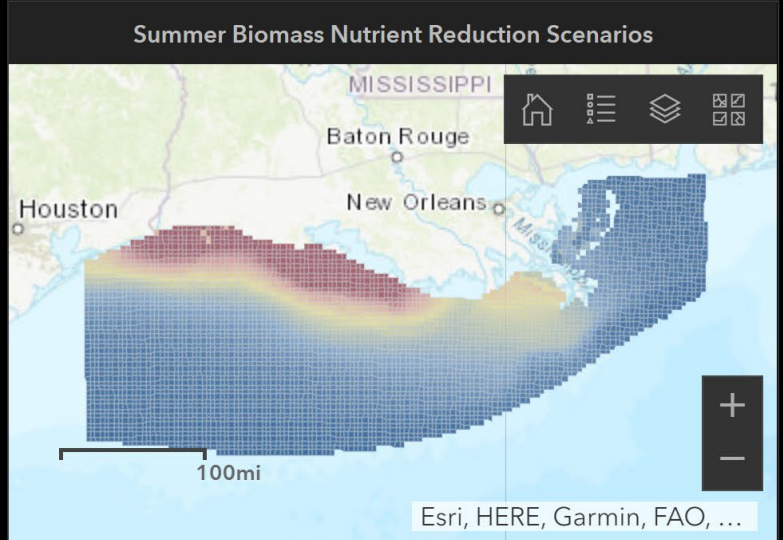 Summer Biomass Nutrient Reduction Scenarios
MISSISSIPPI
Baton Rouge
New Orleans
Houston
100mi
Esri, HERE, Garmin, FAO, ...